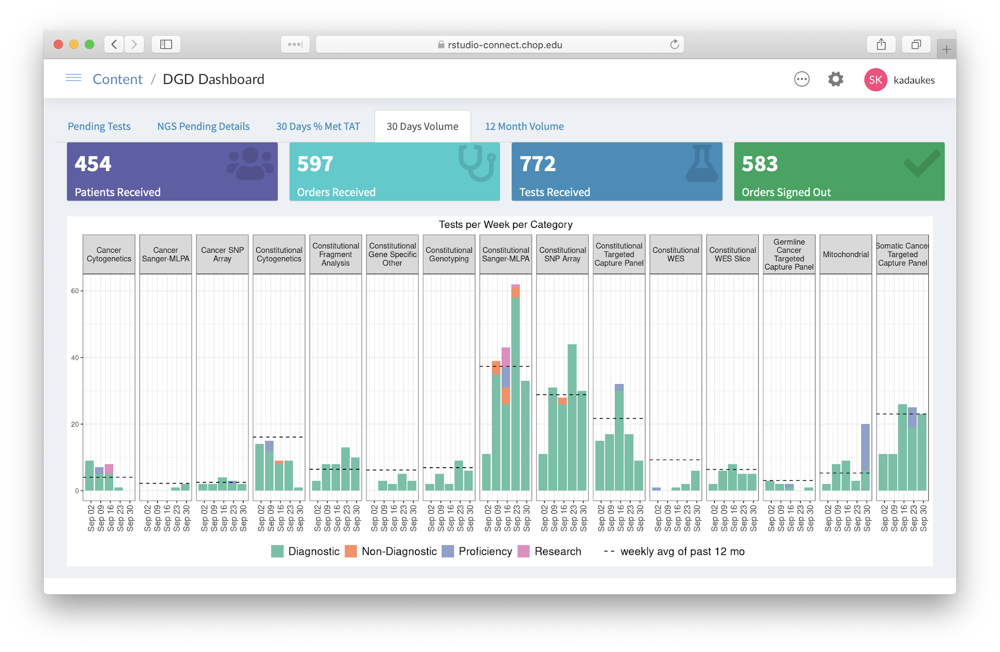 rstudio-connect.chop.edu
Content / DGD Dashboard
SK
kadaukes
Pending Tests
NGS Pending Details
30 Days % Met TAT
30 Days Volume
12 Month Volume
454
Patients Received
597
Orders Received
772
Tests Received
583
Orders Signed Out
Tests per Week per Category
Cancer
Cytogenetics
Cancer
Sanger-MLPA
Cancer SNP
Array
Constitutional
Cytogenetics
Constitutional
Fragment
Analysis
Constitutional
Gene Specific
Other
Constitutional
Genotyping
Constitutional
Sanger-MLPA
Constitutional
SNP Array
Constitutional
Targeted
Capture Panel
Constitutional
WES
Constitutional
WES Slice
Germline
Cancer
Targeted
Capture Panel
Mitochondrial
Somatic Cancer
Targeted
Capture Panel
60
40
20
0
Sep 02
Sep 09
Sep 16
Sep 23
Sep 30
Sep 02
Sep 09
Sep 16
Sep 23
Sep 30
Sep 02
Sep 09
Sep 16
Sep 23
Sep 30
Sep 02
Sep 09
Sep 16
Sep 23
Sep 30
Sep 02
Sep 09
Sep 16
Sep 23
Sep 30
Sep 02
Sep 09
Sep 16
Sep 23
Sep 30
Sep 02
Sep 09
Sep 16
Sep 23
Sep 30
Sep 02
Sep 09
Sep 16
Sep 23
Sep 30
Sep 02
Sep 09
Sep 16
Sep 23
Sep 30
Sep 02
Sep 09
Sep 16
Sep 23
Sep 30
Sep 02
Sep 09
Sep 16
Sep 23
Sep 30
Sep 02
Sep 09
Sep 16
Sep 23
Sep 30
Sep 02
Sep 09
Sep 16
Sep 23
Sep 30
Sep 02
Sep 09
Sep 16
Sep 23
Sep 30
Sep 02
Sep 09
Sep 16
Sep 23
Sep 30
Diagnostic
Non-Diagnostic
Proficiency
Research
weekly avg of past 12 mo